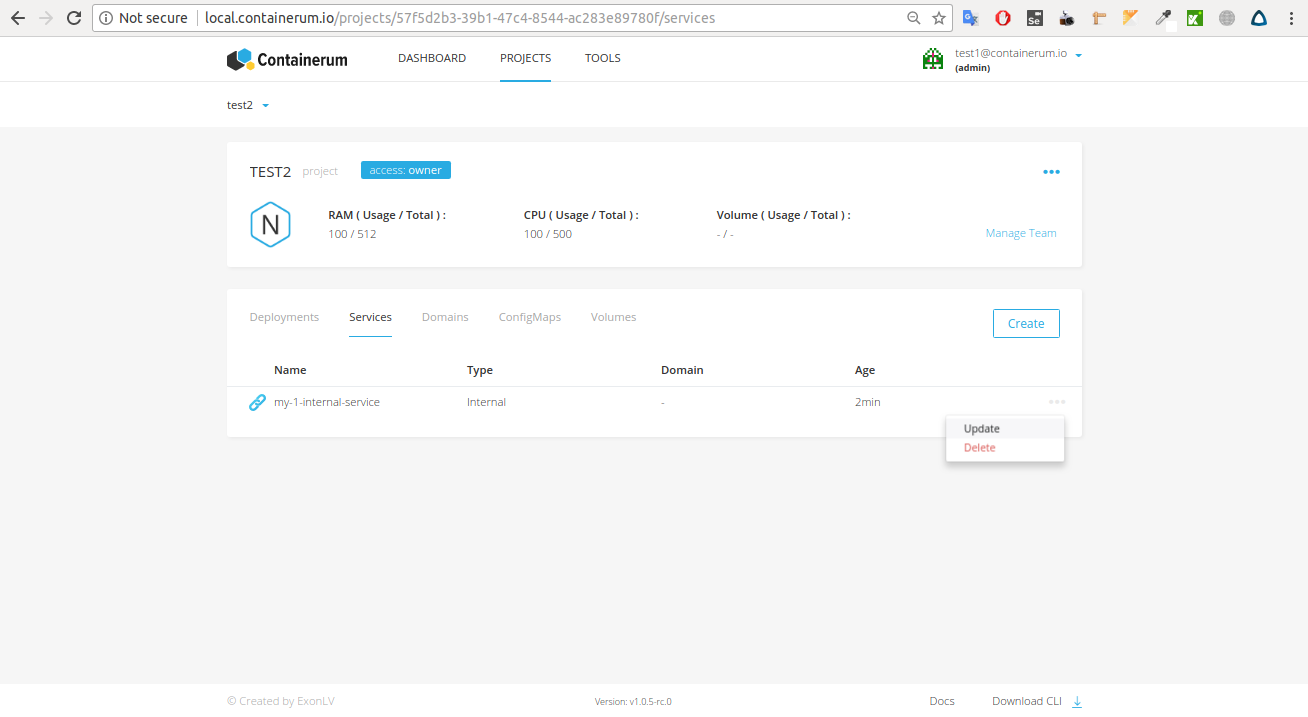 Not secure local.containerum.io/projects/57f5d2b3-39b1-47c4-8544-ac283e89780f/services
Se K
Containerum DASHBOARD PROJECTS TOOLS test1@containerum.io
(admin)
test2
TEST2 project access: owner
N
RAM ( Usage / Total ) : CPU ( Usage / Total ) : Volume ( Usage / Total ) :
100 / 512 100 / 500 - / - Manage Team
Deployments Services Domains ConfigMaps Volumes Create
Name Type Domain Age
my-1-internal-service Internal - 2min
Update
Delete
© Created by ExonLV Version: v1.0.5-rc.0 Docs Download CLI